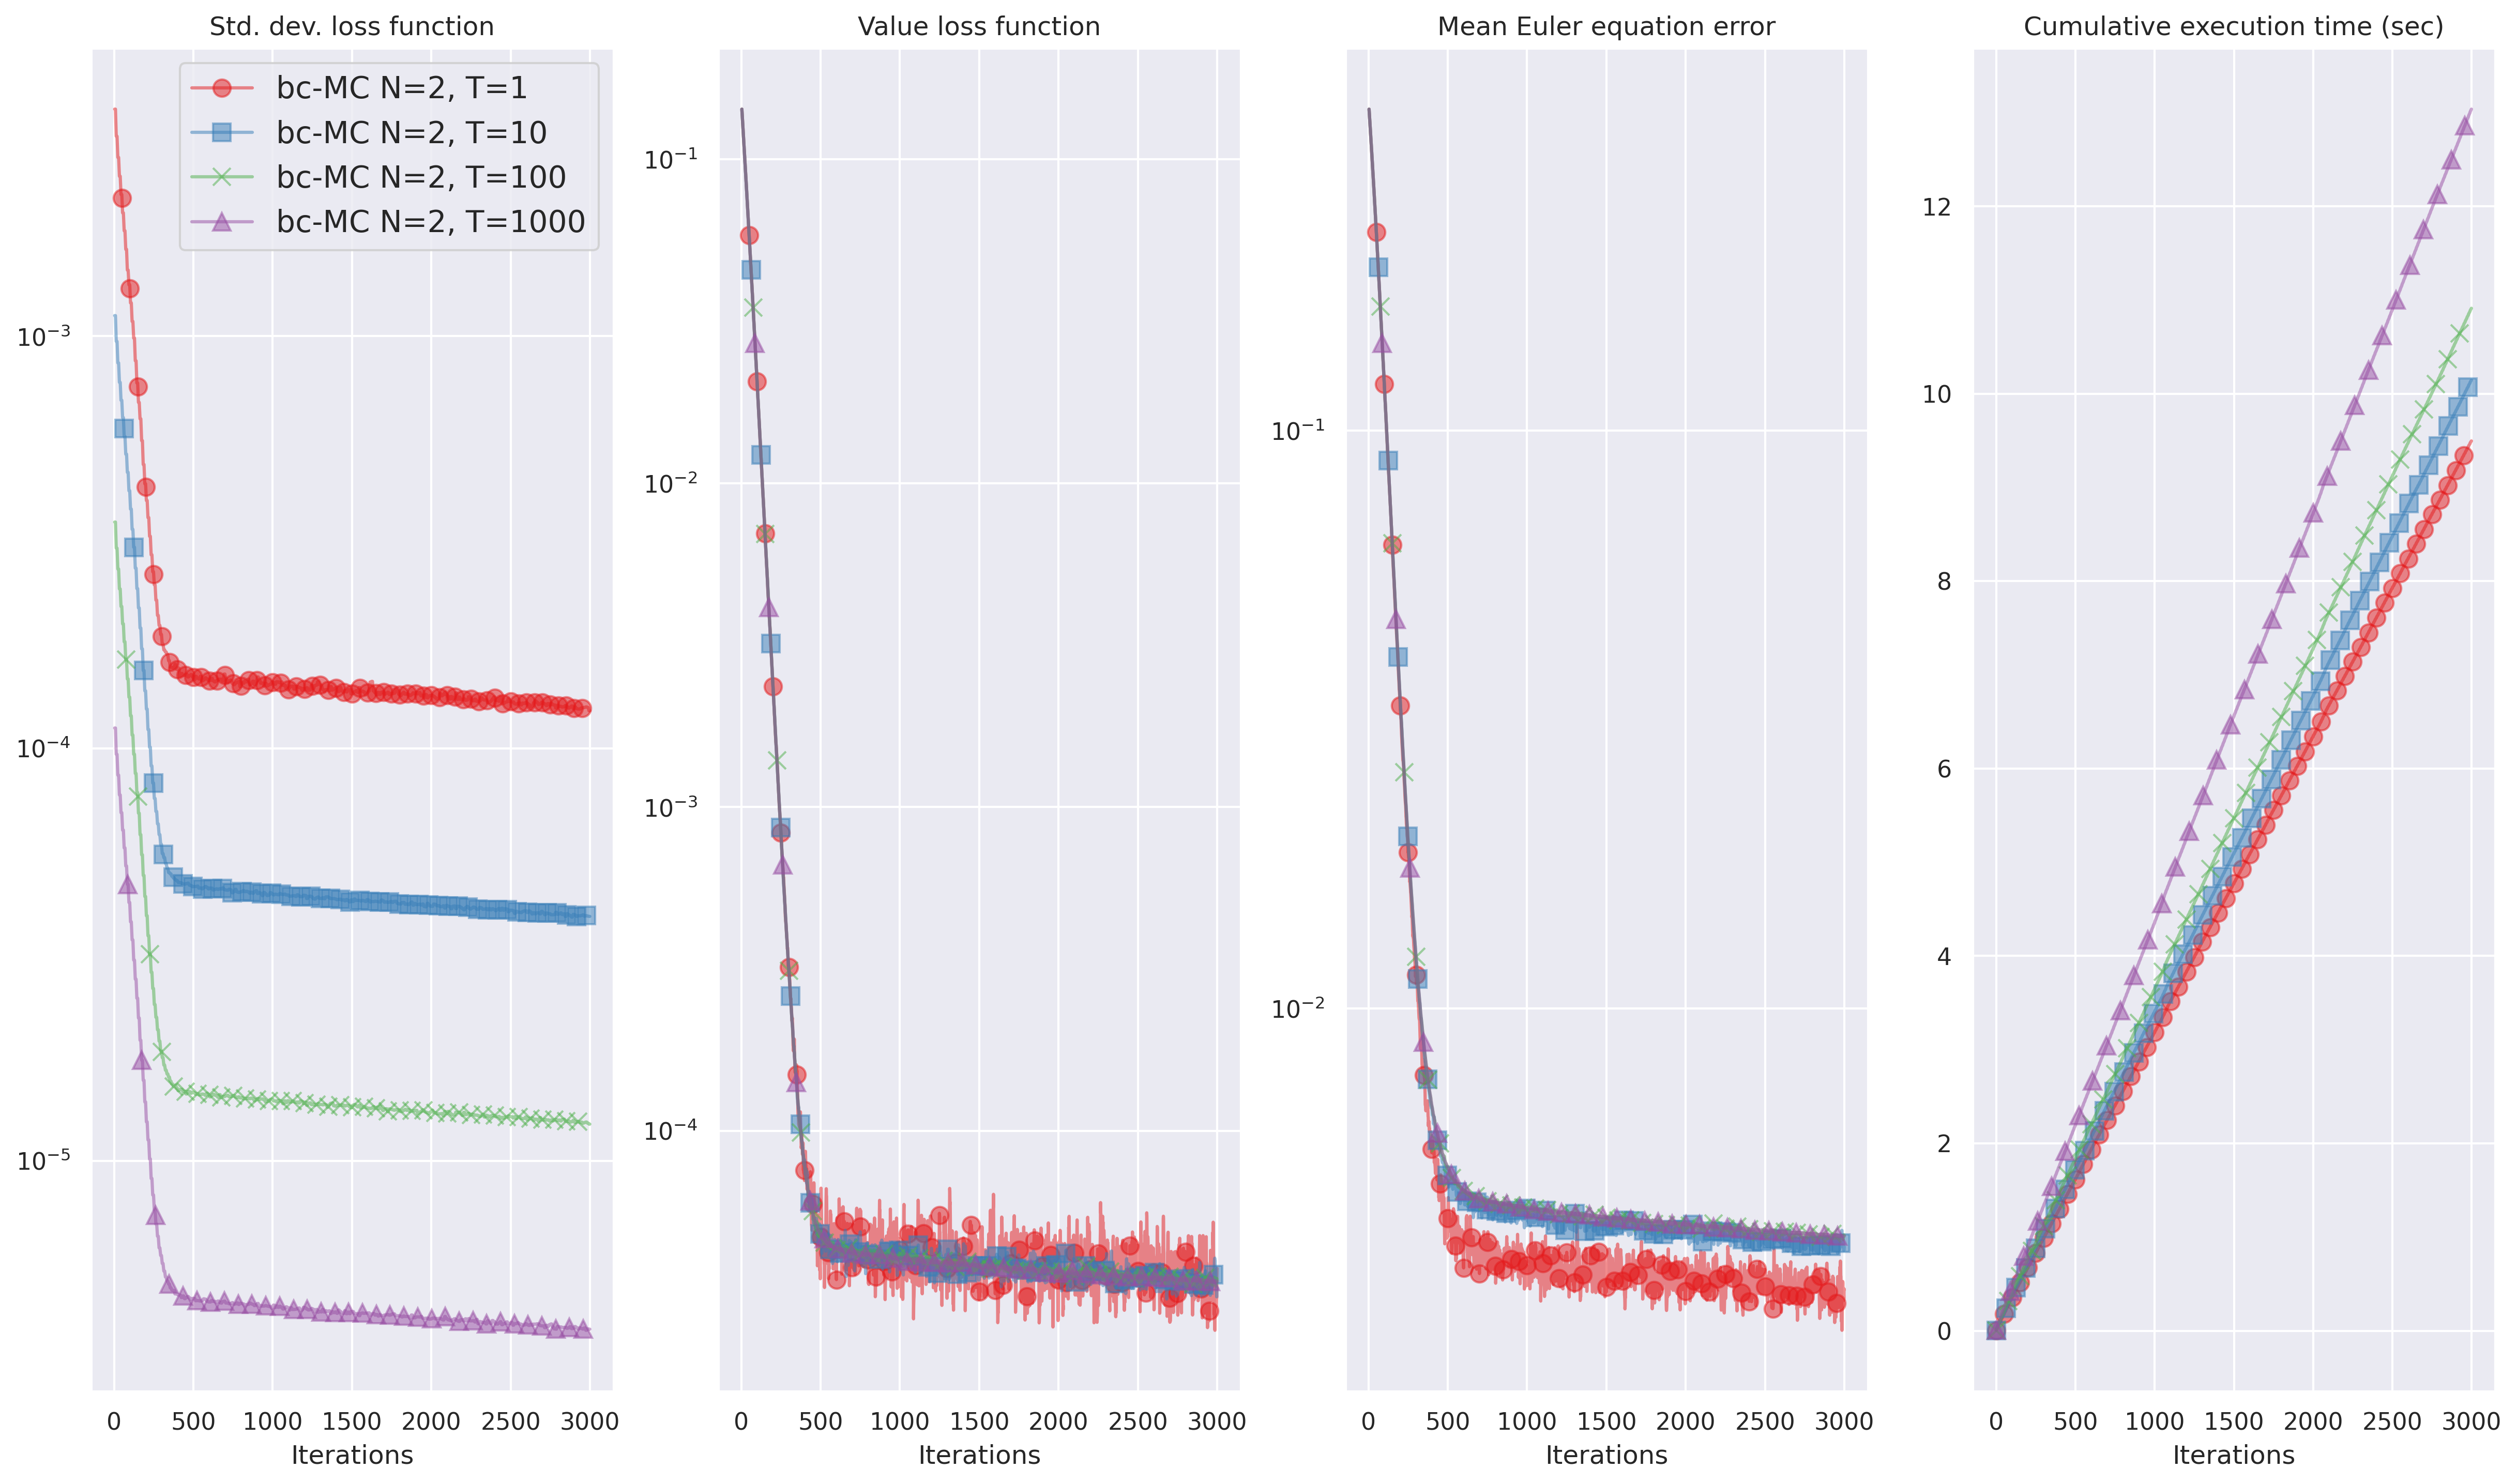 Std. dev. loss function
bc-MC N=2, T=1
bc-MC N=2, T=10
bc-MC N=2, T=100
bc-MC N=2, T=1000
10⁻³
10⁻⁴
10⁻⁵
0 500 1000 1500 2000 2500 3000
Iterations
Value loss function
10⁻¹
10⁻²
10⁻³
10⁻⁴
0 500 1000 1500 2000 2500 3000
Iterations
Mean Euler equation error
10⁻¹
10⁻²
0 500 1000 1500 2000 2500 3000
Iterations
Cumulative execution time (sec)
12
10
8
6
4
2
0
0 500 1000 1500 2000 2500 3000
Iterations